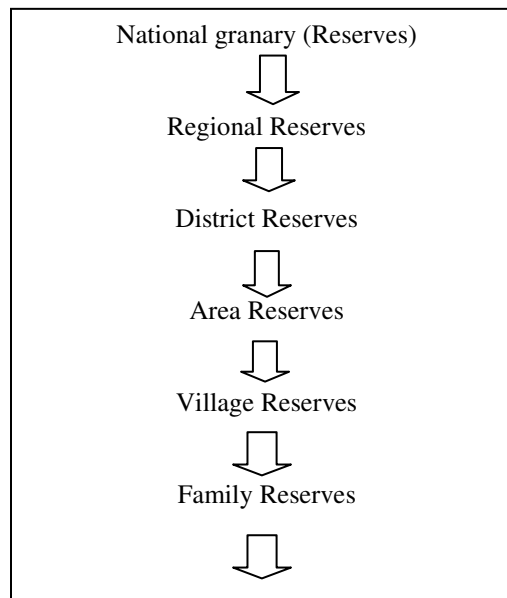 National granary (Reserves)
Regional Reserves
District Reserves
Area Reserves
Village Reserves
Family Reserves